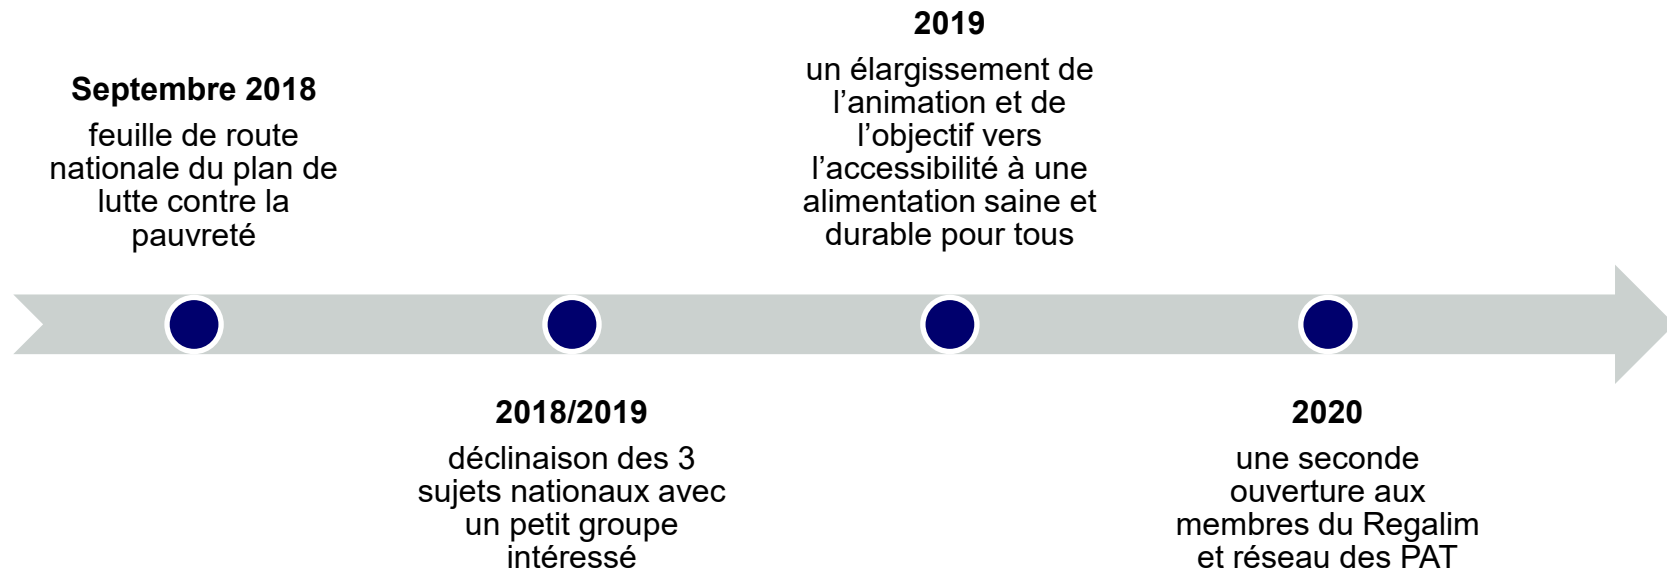 Septembre 2018
feuille de route
nationale du plan de
lutte contre la
pauvreté
2018/2019
déclinaison des 3
sujets nationaux avec
un petit groupe
intéressé
2019
un élargissement de
l’animation et de
l’objectif vers
l’accessibilité à une
alimentation saine et
durable pour tous
2020
une seconde
ouverture aux
membres du Regalim
et réseau des PAT